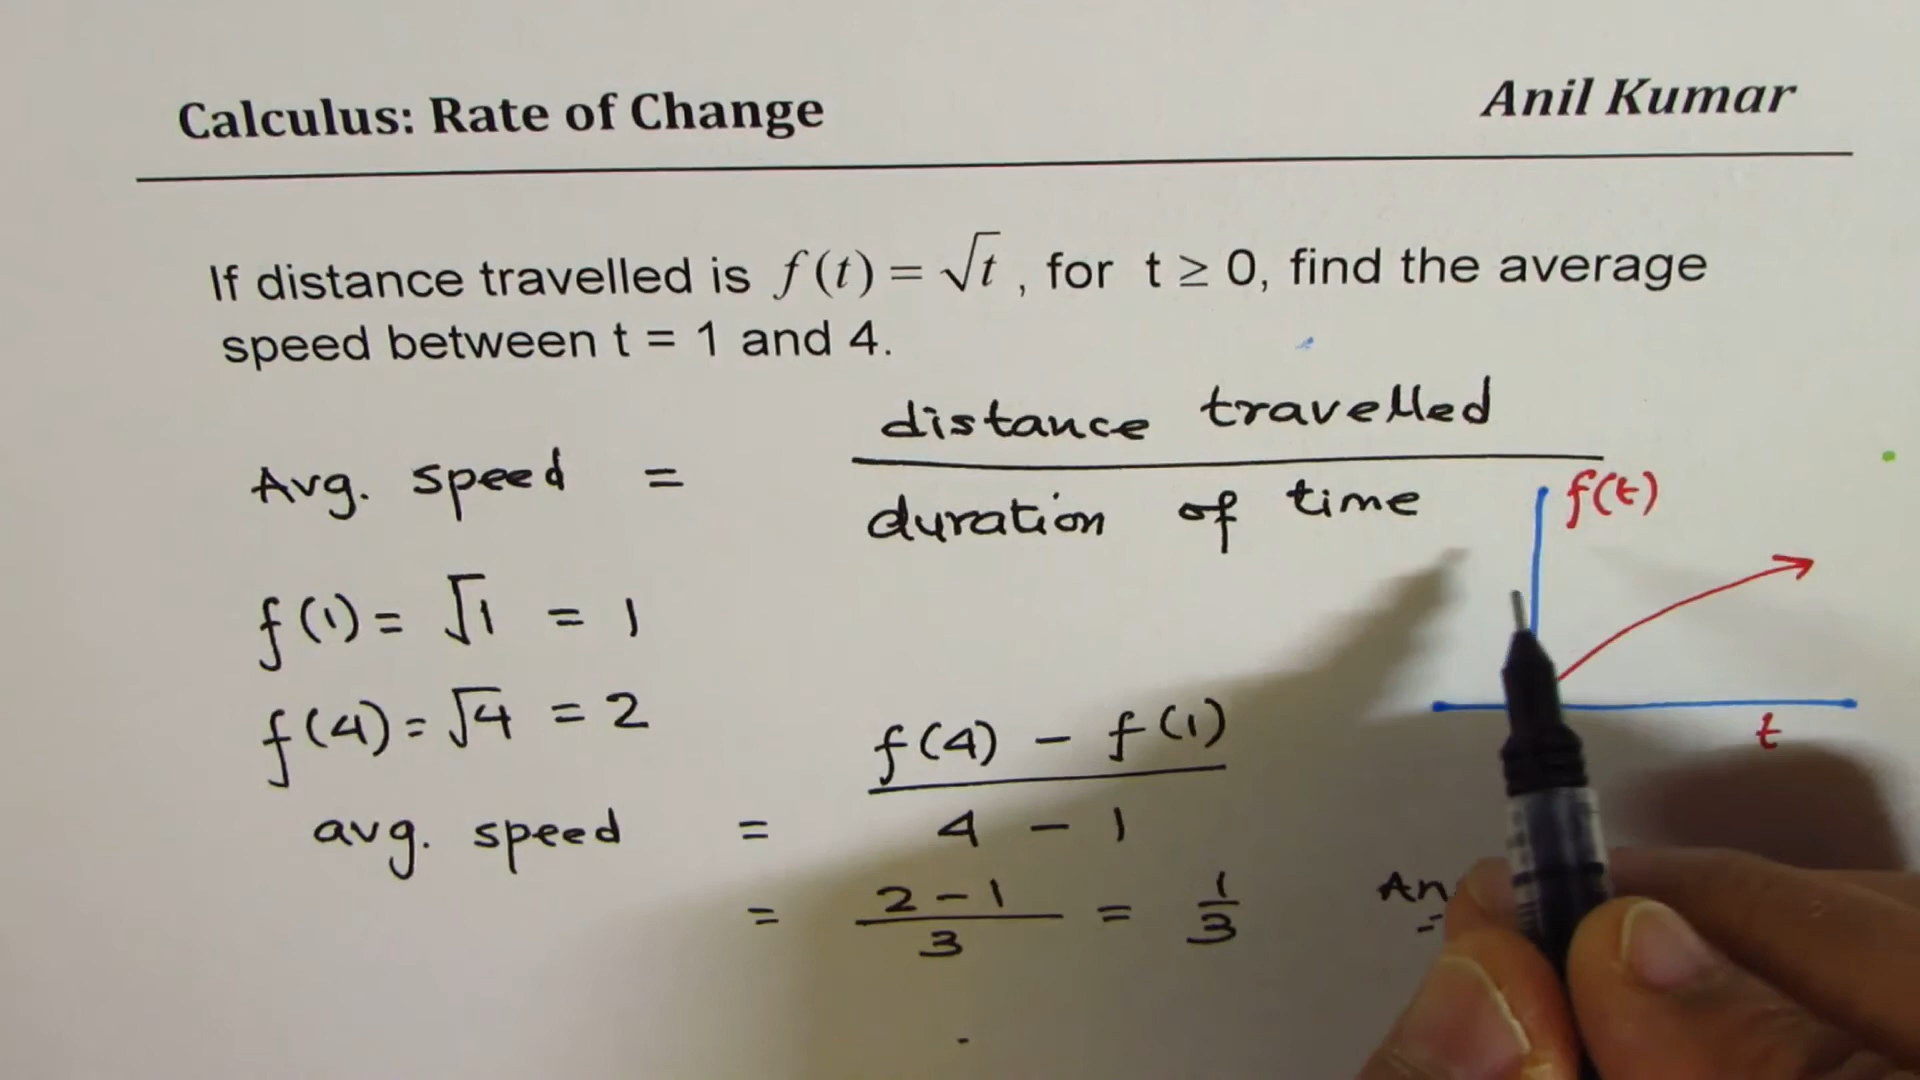 Calculus: Rate of Change
Anil Kumar
If distance travelled is f(t) = √t , for t ≥ 0, find the average
speed between t = 1 and 4.
Avg. speed = distance travelled / duration of time
f(t)
t
f(1) = √1 = 1
f(4) = √4 = 2
avg. speed = f(4) - f(1) / 4 - 1
= 2 - 1 / 3 = 1/3